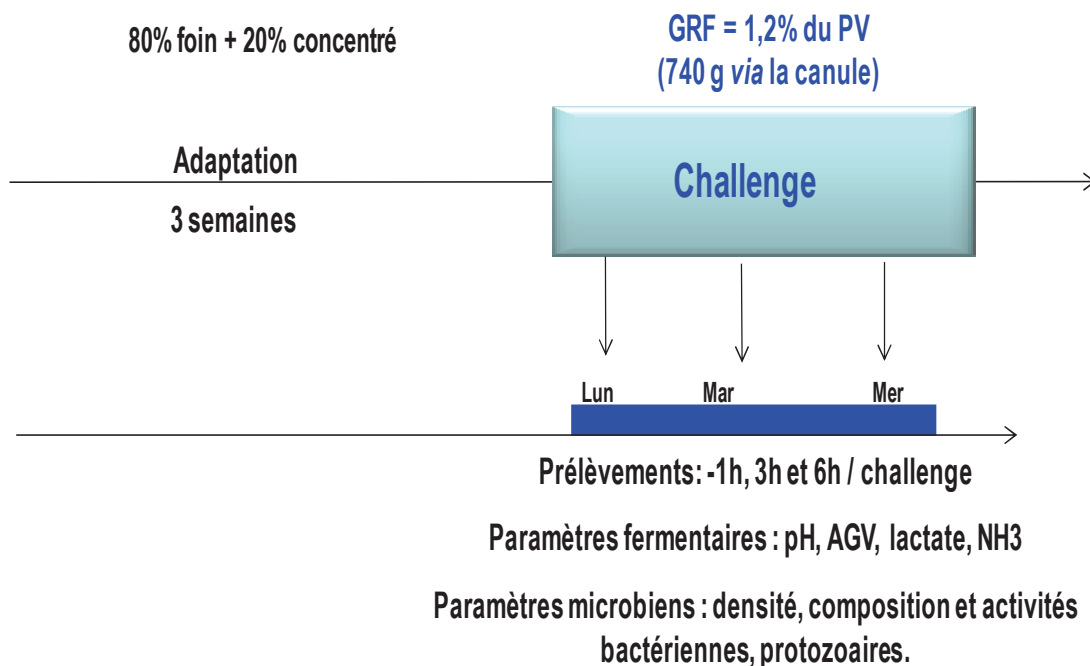 80% foin + 20% concentré
GRF = 1,2% du PV
(740 g via la canule)
Adaptation
3 semaines
Challenge
Lun
Mar
Mer
Prélèvements: -1h, 3h et 6h / challenge
Paramètres fermentaires : pH, AGV, lactate, NH3
Paramètres microbiens : densité, composition et activités
bactériennes, protozoaires.